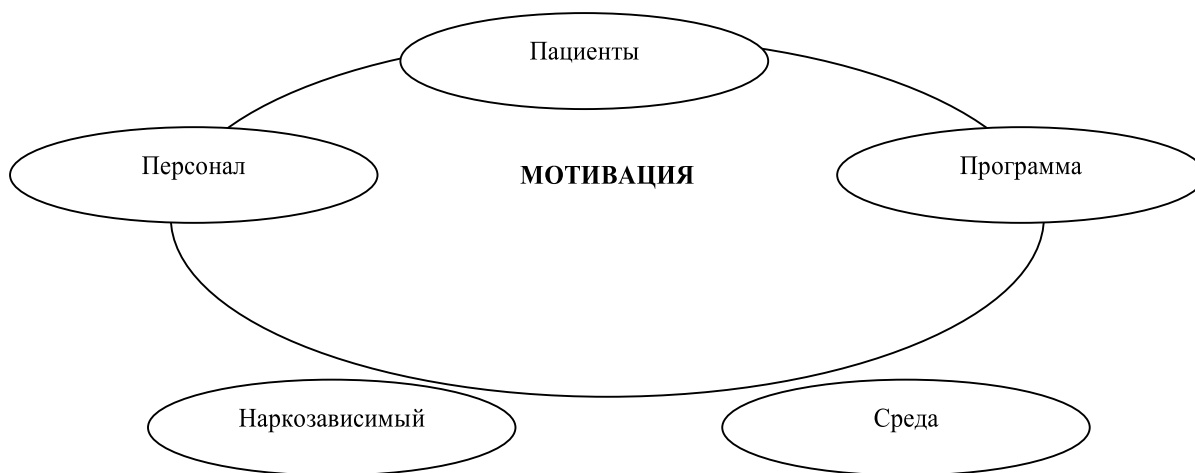 Пациенты
Персонал
МОТИВАЦИЯ
Программа
Наркозависимый
Среда